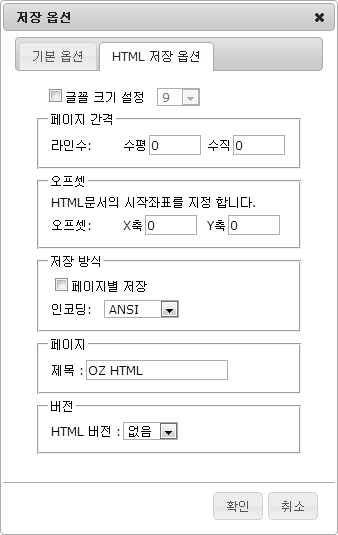 저장 옵션
기본 옵션 HTML 저장 옵션
글꼴 크기 설정 9
페이지 간격
라인수: 수평 0 수직 0
오프셋
HTML문서의 시작좌표를 지정 합니다.
오프셋: X축 0 Y축 0
저장 방식
페이지별 저장
인코딩: ANSI
페이지
제목 : OZ HTML
버전
HTML 버전 : 없음
확인 취소